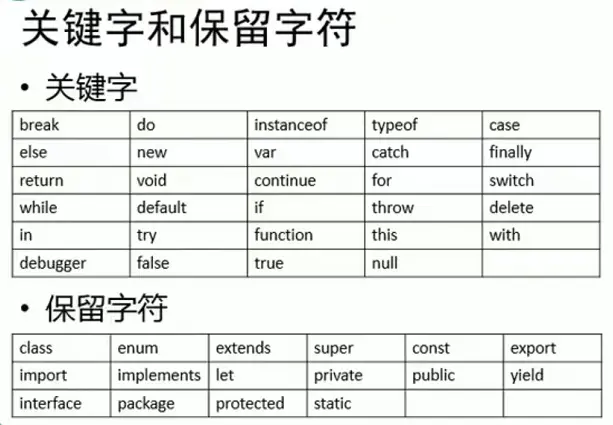 关键字和保留字符
• 关键字
break do instanceof typeof case
else new var catch finally
return void continue for switch
while default if throw delete
in try function this with
debugger false true null
• 保留字符
class enum extends super const export
import implements let private public yield
interface package protected static